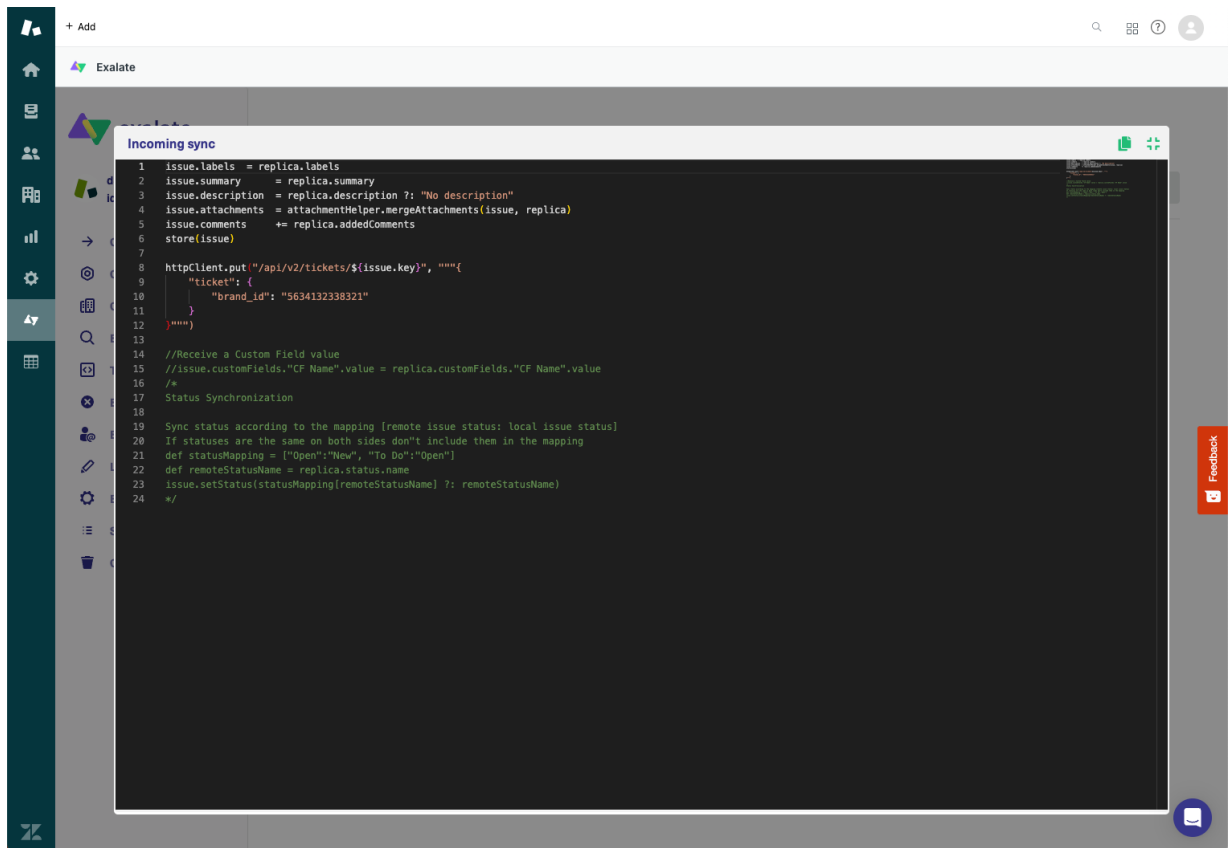 + Add
Exalate
Incoming sync
1 issue.labels  = replica.labels
2 issue.summary      = replica.summary
3 issue.description  = replica.description ?: "No description"
4 issue.attachments  = attachmentHelper.mergeAttachments(issue, replica)
5 issue.comments     += replica.addedComments
6 store(issue)
7
8 httpClient.put("/api/v2/tickets/${issue.key}", """{
9     "ticket": {
10         "brand_id": "5634132338321"
11     }
12 }""")
13
14 //Receive a Custom Field value
15 //issue.customFields."CF Name".value = replica.customFields."CF Name".value
16 /*
17 Status Synchronization
18
19 Sync status according to the mapping [remote issue status: local issue status]
20 If statuses are the same on both sides don"t include them in the mapping
21 def statusMapping = ["Open":"New", "To Do":"Open"]
22 def remoteStatusName = replica.status.name
23 issue.setStatus(statusMapping[remoteStatusName] ?: remoteStatusName)
24 */
Feedback